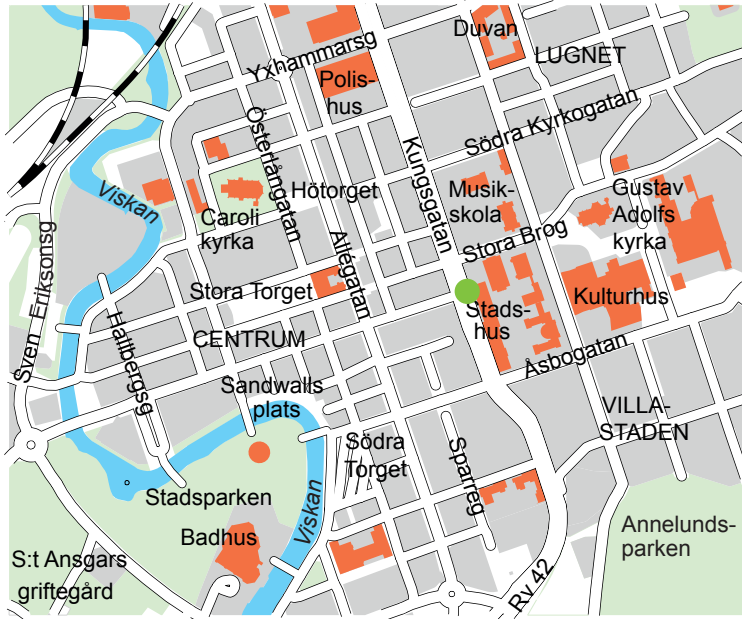 Duvan
LUGNET
Yxhammarsg
Polis-
hus
Österlånggatan
Södra Kyrkogatan
Kungsgatan
Viskan
Hötorget
Musik-
skola
Gustav
Adolfs
kyrka
Caroli
kyrka
Stora Brog
Sven Eriksonsg
Allégatan
Stora Torget
Stads-
hus
Kulturhus
Hallbergsg
CENTRUM
Åsbogatan
Sandwalls
plats
VILLA-
STADEN
Södra
Torget
Sparreg
Stadsparken
Viskan
Badhus
Annelunds-
parken
S:t Ansgars
griftegård
Rv 42